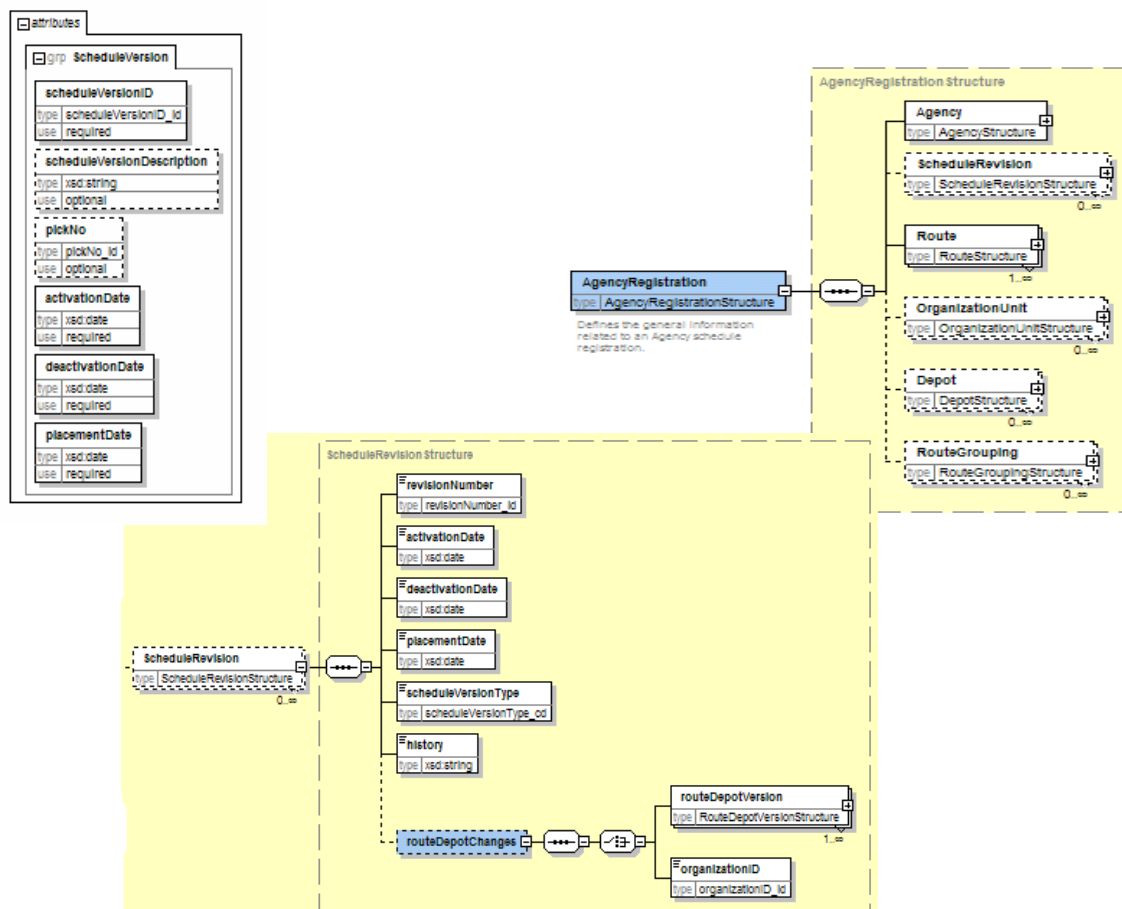 attributes
grp ScheduleVersion
scheduleVersionID
type scheduleVersionID_id
use required
scheduleVersionDescription
type xsd:string
use optional
pickNo
type pickNo_id
use optional
activationDate
type xsd:date
use required
deactivationDate
type xsd:date
use required
placementDate
type xsd:date
use required
AgencyRegistration
type AgencyRegistrationStructure
Defines the general information
related to an Agency schedule
registration.
AgencyRegistration Structure
Agency
type AgencyStructure
ScheduleRevision
type ScheduleRevisionStructure
0..∞
Route
type RouteStructure
1..∞
OrganizationUnit
type OrganizationUnitStructure
0..∞
Depot
type DepotStructure
0..∞
RouteGrouping
type RouteGroupingStructure
0..∞
ScheduleRevision
type ScheduleRevisionStructure
0..∞
ScheduleRevision Structure
revisionNumber
type revisionNumber_id
activationDate
type xsd:date
deactivationDate
type xsd:date
placementDate
type xsd:date
scheduleVersionType
type scheduleVersionType_cd
history
type xsd:string
routeDepotChanges
routeDepotVersion
type RouteDepotVersionStructure
1..∞
organizationID
type organizationID_id